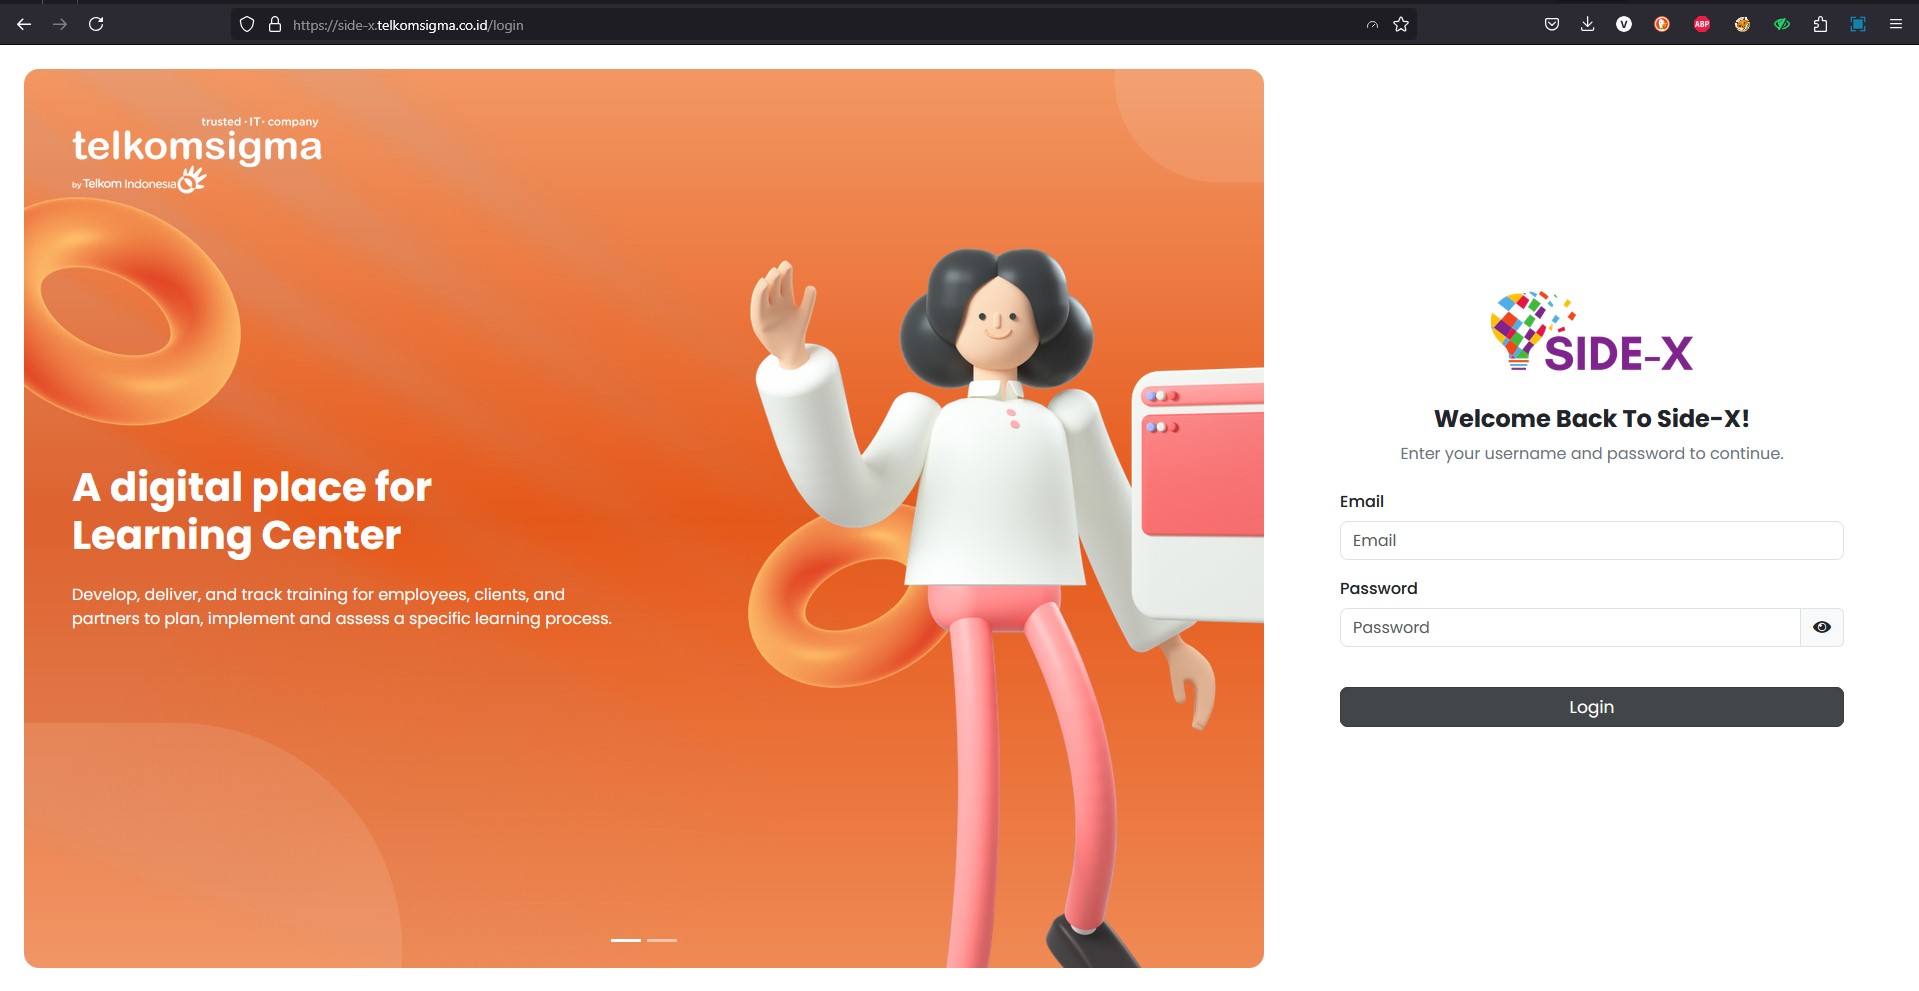 https://side-x.telkomsigma.co.id/login
V
ABP
trusted · IT · company
telkomsigma
by Telkom Indonesia
A digital place for
Learning Center
Develop, deliver, and track training for employees, clients, and
partners to plan, implement and assess a specific learning process.
SIDE-X
Welcome Back To Side-X!
Enter your username and password to continue.
Email
Email
Password
Password
Login